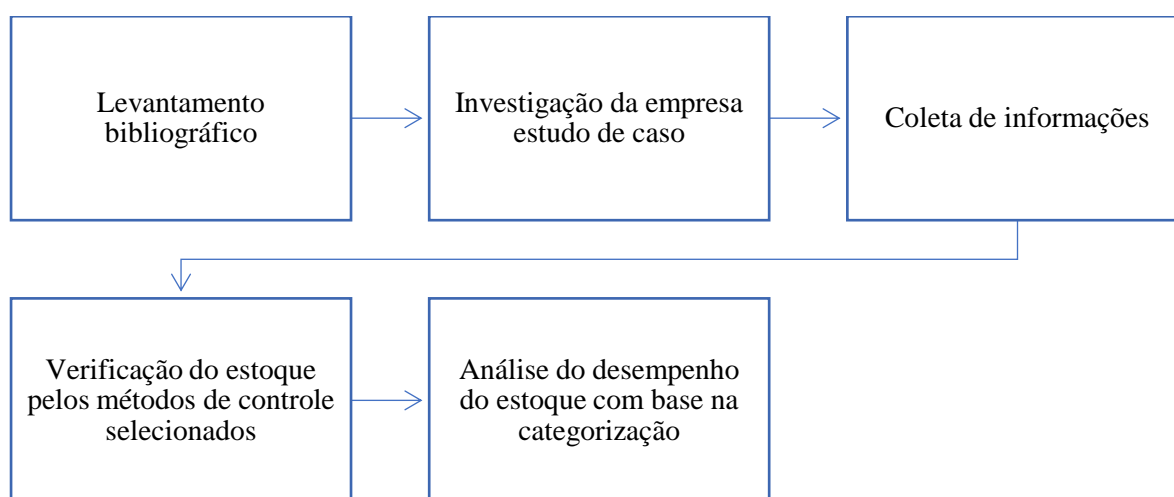 Levantamento
bibliográfico
Investigação da empresa
estudo de caso
Coleta de informações
Verificação do estoque
pelos métodos de controle
selecionados
Análise do desempenho
do estoque com base na
categorização